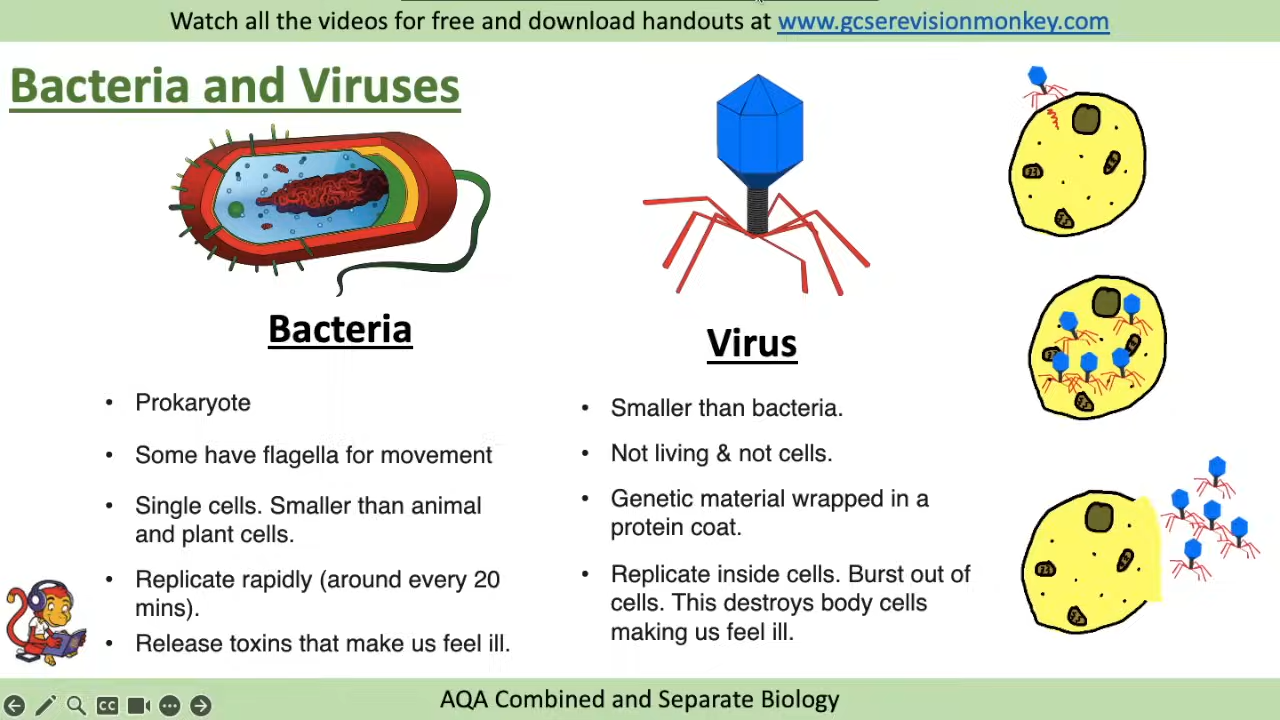 Watch all the videos for free and download handouts at www.gcserevisionmonkey.com
Bacteria and Viruses
Bacteria
• Prokaryote
• Some have flagella for movement
• Single cells. Smaller than animal
and plant cells.
• Replicate rapidly (around every 20
mins).
• Release toxins that make us feel ill.
Virus
• Smaller than bacteria.
• Not living & not cells.
• Genetic material wrapped in a
protein coat.
• Replicate inside cells. Burst out of
cells. This destroys body cells
making us feel ill.
CC
AQA Combined and Separate Biology